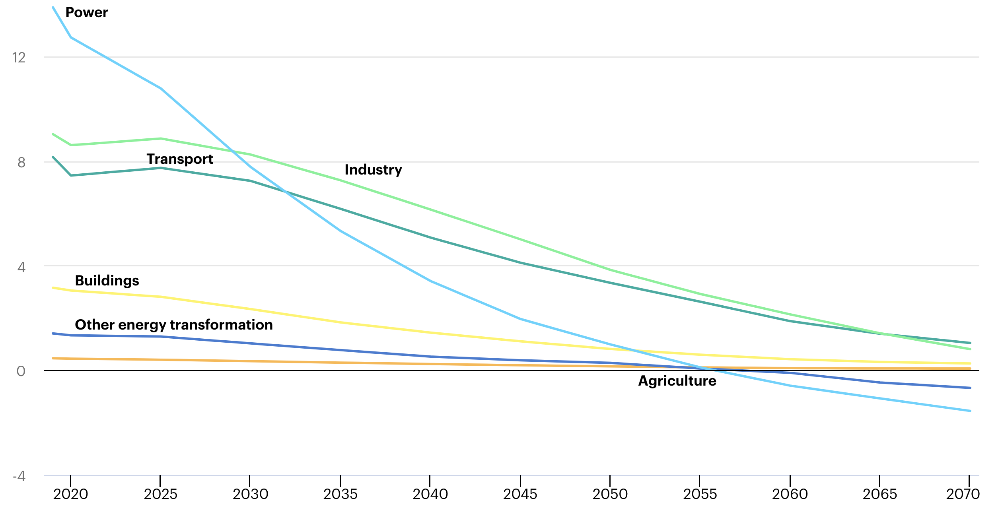 Power
12
Transport
8
Industry
4
Buildings
Other energy transformation
0
Agriculture
-4
2020 2025 2030 2035 2040 2045 2050 2055 2060 2065 2070